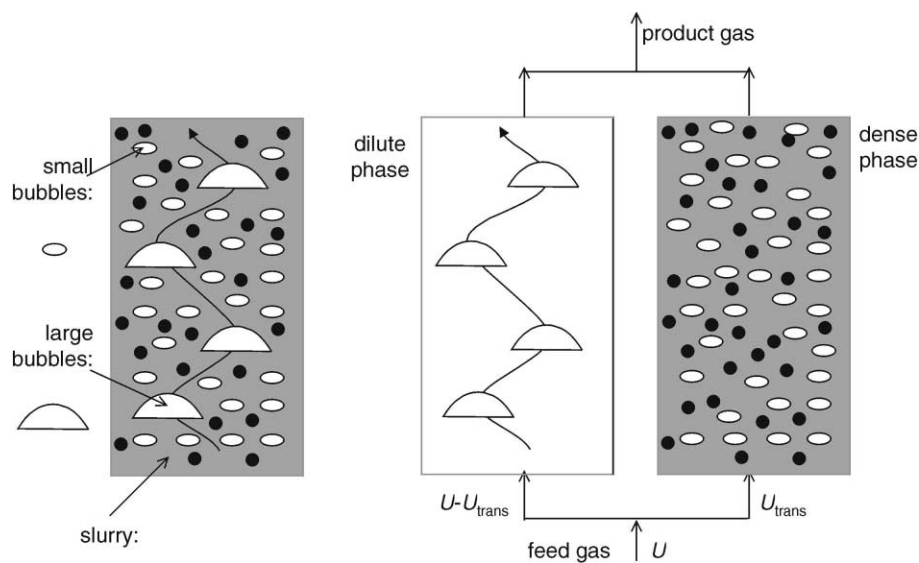 product gas
dilute
phase
dense
phase
small
bubbles:
large
bubbles:
slurry:
U-U_trans
U_trans
feed gas
U